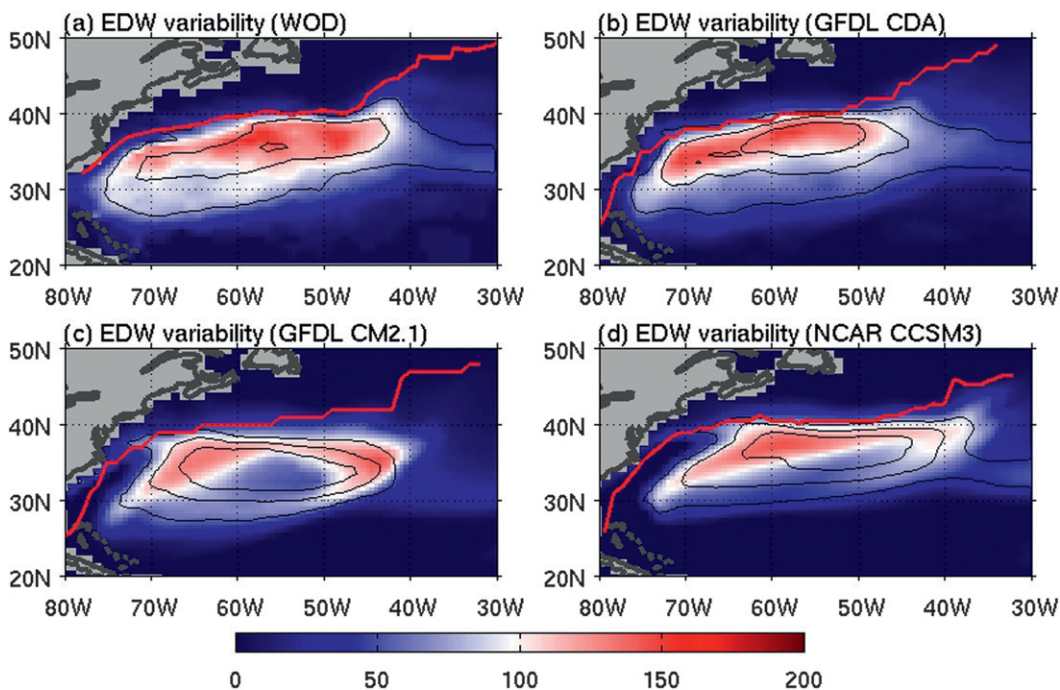 (a) EDW variability (WOD)
(b) EDW variability (GFDL CDA)
50N
50N
40N
40N
30N
30N
20N
20N
80W 70W 60W 50W 40W 30W
80W 70W 60W 50W 40W 30W
(c) EDW variability (GFDL CM2.1)
(d) EDW variability (NCAR CCSM3)
50N
50N
40N
40N
30N
30N
20N
20N
80W 70W 60W 50W 40W 30W
80W 70W 60W 50W 40W 30W
0 50 100 150 200